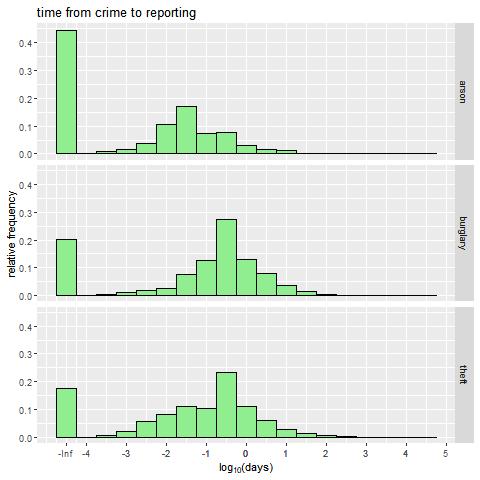 time from crime to reporting
relative frequency
0.4
0.3
0.2
0.1
0.0
arson
0.4
0.3
0.2
0.1
0.0
burglary
0.4
0.3
0.2
0.1
0.0
theft
-Inf -4 -3 -2 -1 0 1 2 3 4 5
log₁₀(days)